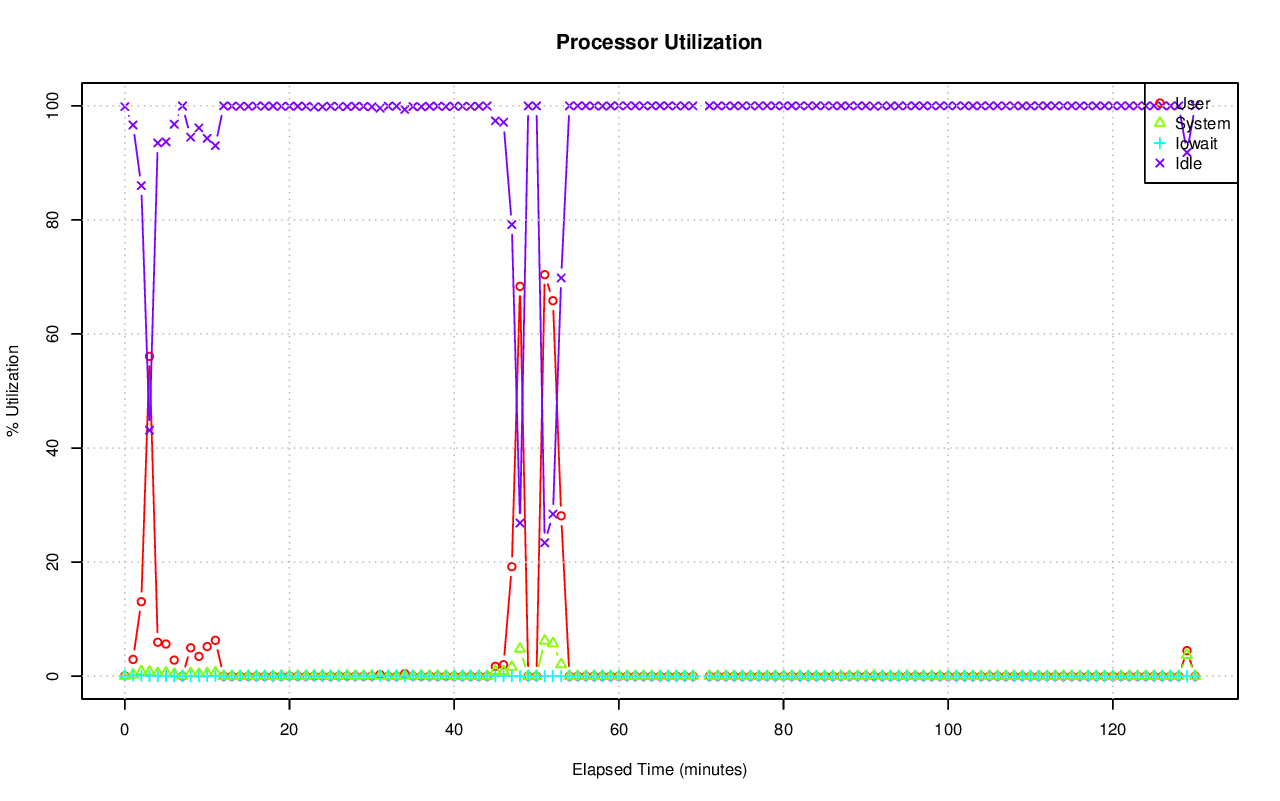 Processor Utilization
% Utilization
100
80
60
40
20
0
User
System
Iowait
Idle
0 20 40 60 80 100 120
Elapsed Time (minutes)